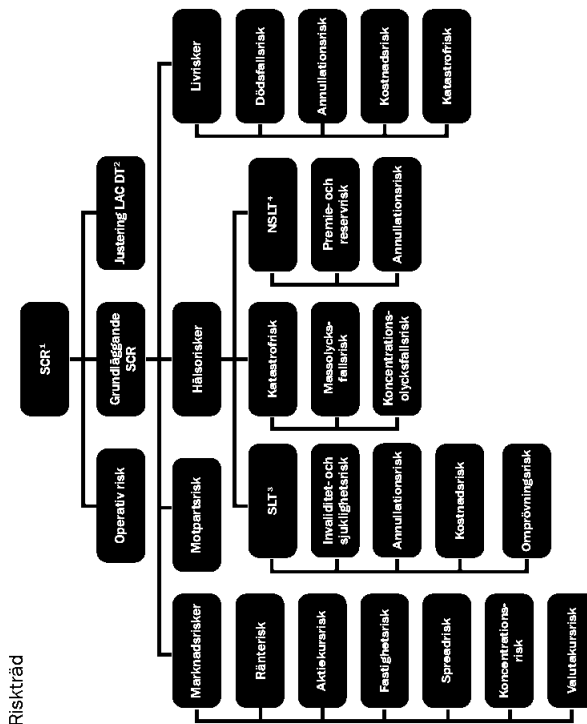 Riskträd
SCR¹
Operativ risk
Grundläggande
SCR
Justering LAC DT²
Marknadsrisker
Motpartsrisk
Hälsorisker
Livrisker
Ränterisk
Aktiekursrisk
Fastighetsrisk
Spreadrisk
Koncentrations-
risk
Valutakursrisk
SLT³
Invaliditet- och
sjuklighetsrisk
Annullationsrisk
Kostnadsrisk
Omprövningsrisk
Katastrofrisk
Massolycks-
fallsrisk
Koncentrations-
olycksfallsrisk
NSLT⁴
Premie- och
reservrisk
Annullationsrisk
Dödsfallsrisk
Annullationsrisk
Kostnadsrisk
Katastrofrisk